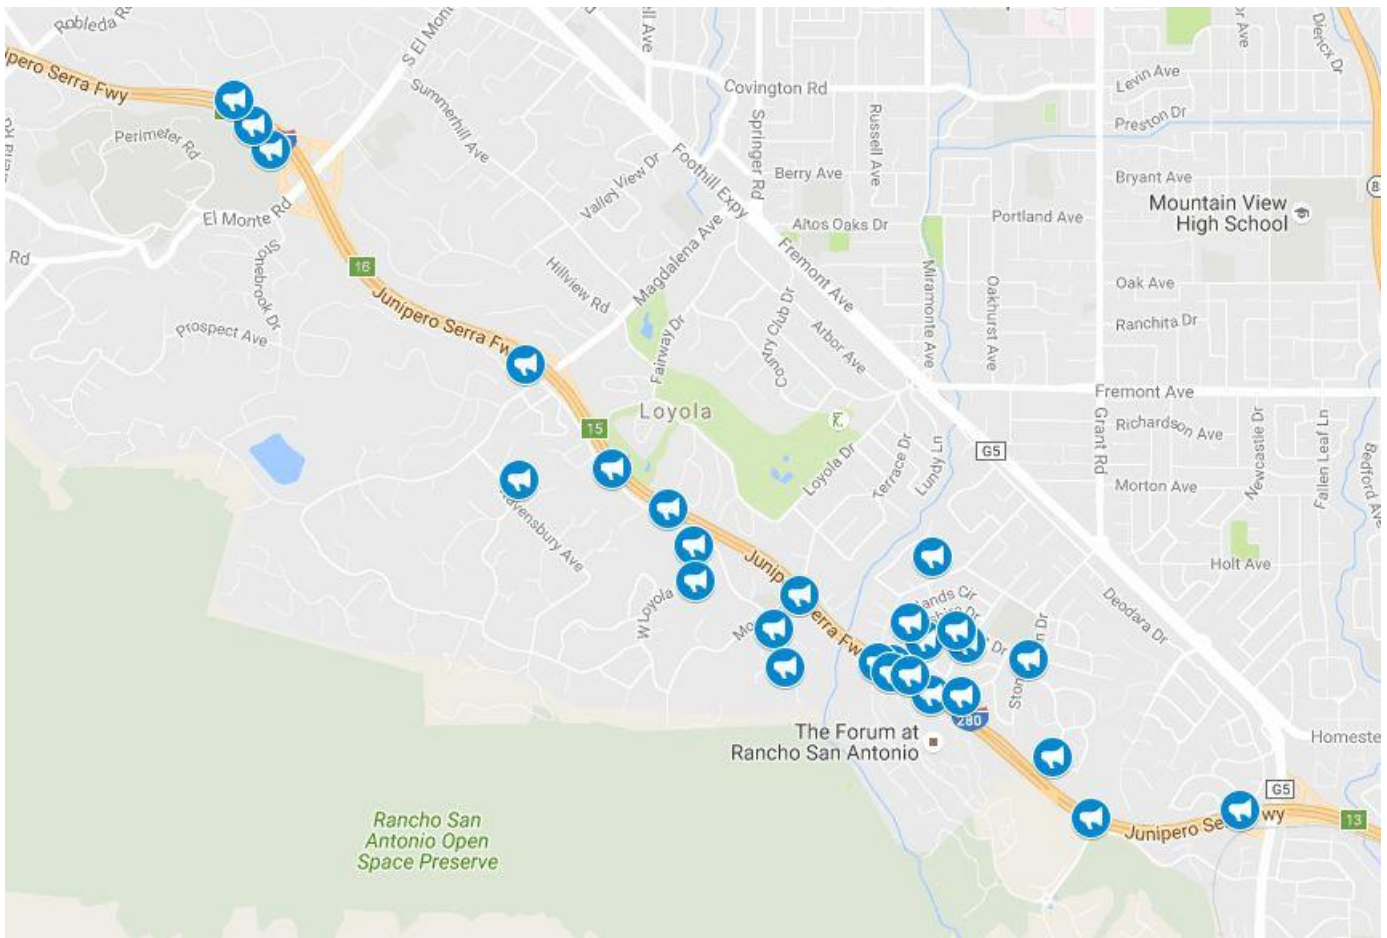 Robleda Rd
S El Monte Ave
Covington Rd
Levin Ave
Preston Dr
Diericx Dr
Junipero Serra Fwy
Perimeter Rd
Summerhill Ave
Springer Rd
Russell Ave
Foothill Expy
Valley View Dr
Berry Ave
Bryant Ave
Mountain View
High School
El Monte Rd
Altos Oaks Dr
Portland Ave
Rd
Stonebrook Dr
16
Hillview Rd
Magdalena Ave
Fremont Ave
Miramonte Ave
Oakhurst Ave
Oak Ave
Junipero Serra
Prospect Ave
Fairway Dr
Country Club Dr
Arbor Ave
Ranchita Dr
Fremont Ave
Loyola
15
Grant Rd
Richardson Ave
Newcastle Dr
Fallen Leaf Ln
Bedford Ave
G5
Loyola Dr
Terrace Dr
Lundy Ln
Morton Ave
Holt Ave
W Loyola
Deodara Dr
280
The Forum at
Rancho San Antonio
Homeste
G5
13
Rancho San
Antonio Open
Space Preserve